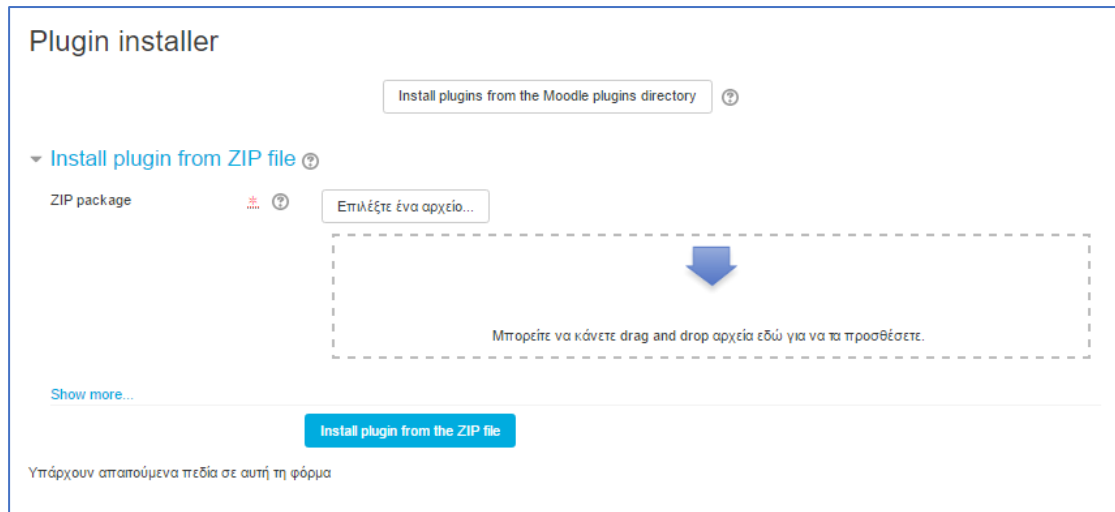 Plugin installer
Install plugins from the Moodle plugins directory
Install plugin from ZIP file
ZIP package
Επιλέξτε ένα αρχείο...
Μπορείτε να κάνετε drag and drop αρχεία εδώ για να τα προσθέσετε.
Show more...
Install plugin from the ZIP file
Υπάρχουν απαιτούμενα πεδία σε αυτή τη φόρμα